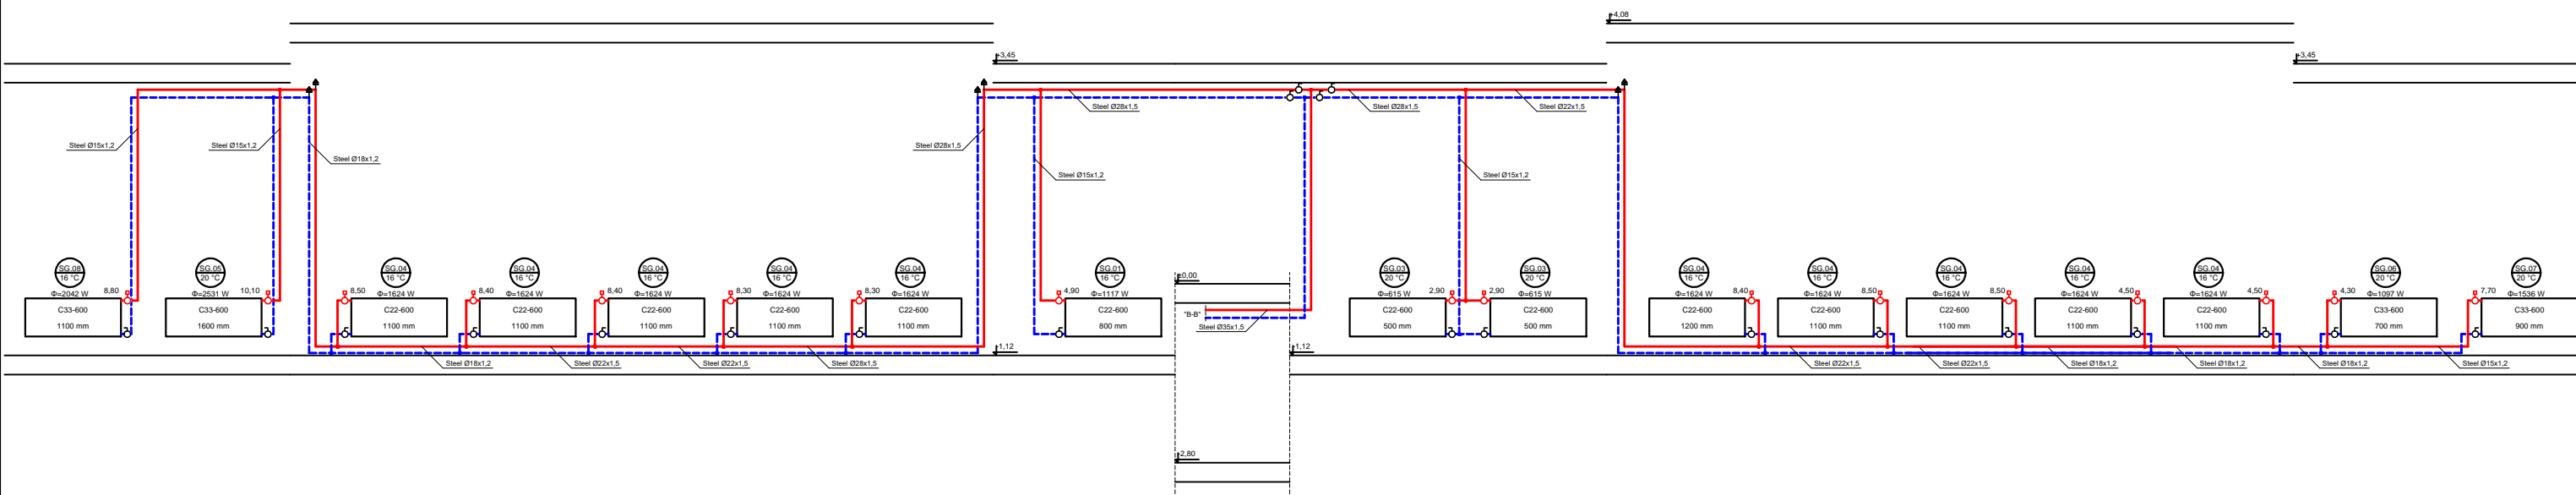 +4,08
+3,45
+3,45
Steel Ø28x1,5
Steel Ø28x1,5
Steel Ø22x1,5
Steel Ø15x1,2
Steel Ø15x1,2
Steel Ø18x1,2
Steel Ø28x1,5
Steel Ø15x1,2
Steel Ø15x1,2
SG.08
16 °C
Φ=2042 W
8,80
C33-600
1100 mm
SG.05
20 °C
Φ=2531 W
10,10
C33-600
1600 mm
SG.04
16 °C
8,50
Φ=1624 W
C22-600
1100 mm
SG.04
16 °C
8,40
Φ=1624 W
C22-600
1100 mm
SG.04
16 °C
8,40
Φ=1624 W
C22-600
1100 mm
SG.04
16 °C
8,30
Φ=1624 W
C22-600
1100 mm
SG.04
16 °C
8,30
Φ=1624 W
C22-600
1100 mm
SG.01
16 °C
4,90
Φ=1117 W
C22-600
800 mm
±0,00
"B-B"
Steel Ø35x1,5
SG.03
20 °C
Φ=615 W
2,90
C22-600
500 mm
SG.03
20 °C
2,90
Φ=615 W
C22-600
500 mm
SG.04
16 °C
Φ=1624 W
8,40
C22-600
1200 mm
SG.04
16 °C
Φ=1624 W
8,50
C22-600
1100 mm
SG.04
16 °C
Φ=1624 W
8,50
C22-600
1100 mm
SG.04
16 °C
Φ=1624 W
4,50
C22-600
1100 mm
SG.04
16 °C
Φ=1624 W
4,50
C22-600
1100 mm
SG.06
20 °C
4,30
Φ=1097 W
C33-600
700 mm
SG.07
20 °C
7,70
Φ=1536 W
C33-600
900 mm
-1,12
-1,12
Steel Ø18x1,2
Steel Ø22x1,5
Steel Ø22x1,5
Steel Ø28x1,5
Steel Ø22x1,5
Steel Ø22x1,5
Steel Ø18x1,2
Steel Ø18x1,2
Steel Ø18x1,2
Steel Ø15x1,2
-2,80